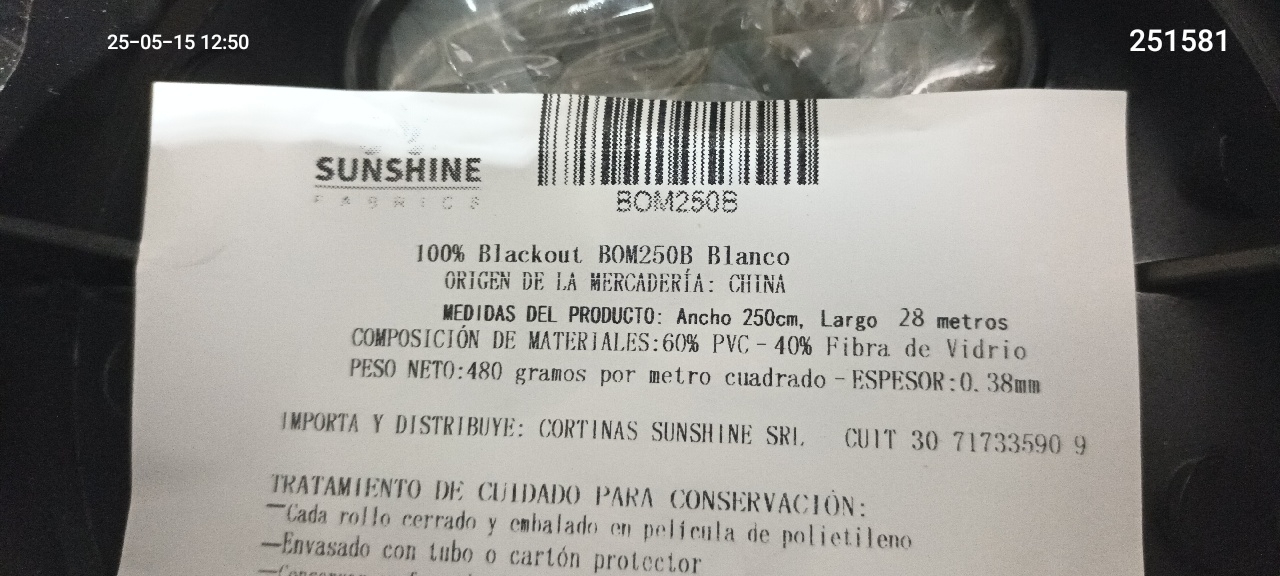 25-05-15 12:50
251581
SUNSHINE
FABRICS
BOM250B
100% Blackout BOM250B Blanco
ORIGEN DE LA MERCADERÍA: CHINA
MEDIDAS DEL PRODUCTO: Ancho 250cm, Largo 28 metros
COMPOSICIÓN DE MATERIALES:60% PVC - 40% Fibra de Vidrio
PESO NETO:480 gramos por metro cuadrado - ESPESOR:0.38mm
IMPORTA Y DISTRIBUYE: CORTINAS SUNSHINE SRL CUIT 30 71733590 9
TRATAMIENTO DE CUIDADO PARA CONSERVACIÓN:
—Cada rollo cerrado y embalado en película de polietileno
—Envasado con tubo o cartón protector